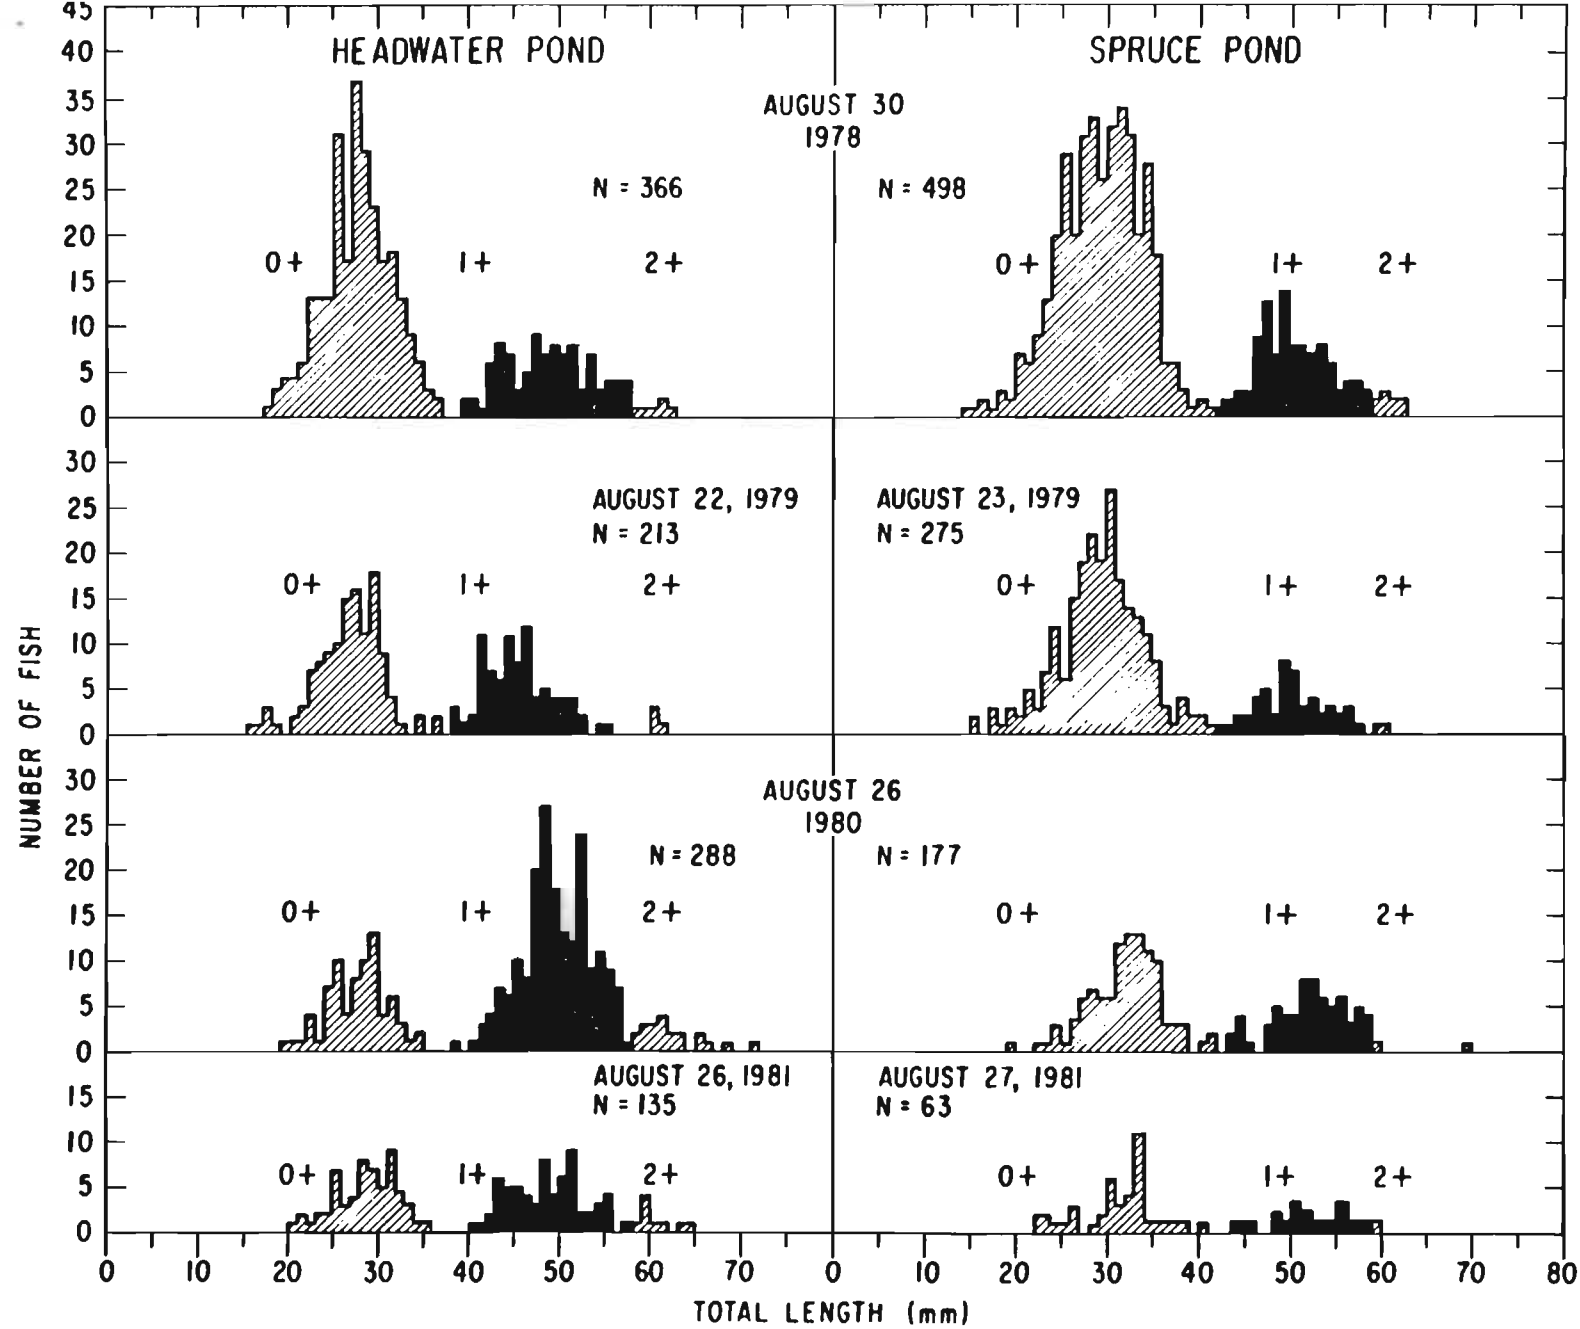 HEADWATER POND
SPRUCE POND
45
40
35
30
25
20
15
10
5
0
AUGUST 30
1978
N = 366
N = 498
0+ 1+ 2+
0+ 1+ 2+
30
25
20
15
10
5
0
AUGUST 22, 1979
N = 213
AUGUST 23, 1979
N = 275
0+ 1+ 2+
0+ 1+ 2+
30
25
20
15
10
5
0
AUGUST 26
1980
N = 288
N = 177
0+ 1+ 2+
0+ 1+ 2+
15
10
5
0
AUGUST 26, 1981
N = 135
AUGUST 27, 1981
N = 63
0+ 1+ 2+
0+ 1+ 2+
NUMBER OF FISH
0 10 20 30 40 50 60 70 0 10 20 30 40 50 60 70 80
TOTAL LENGTH (mm)